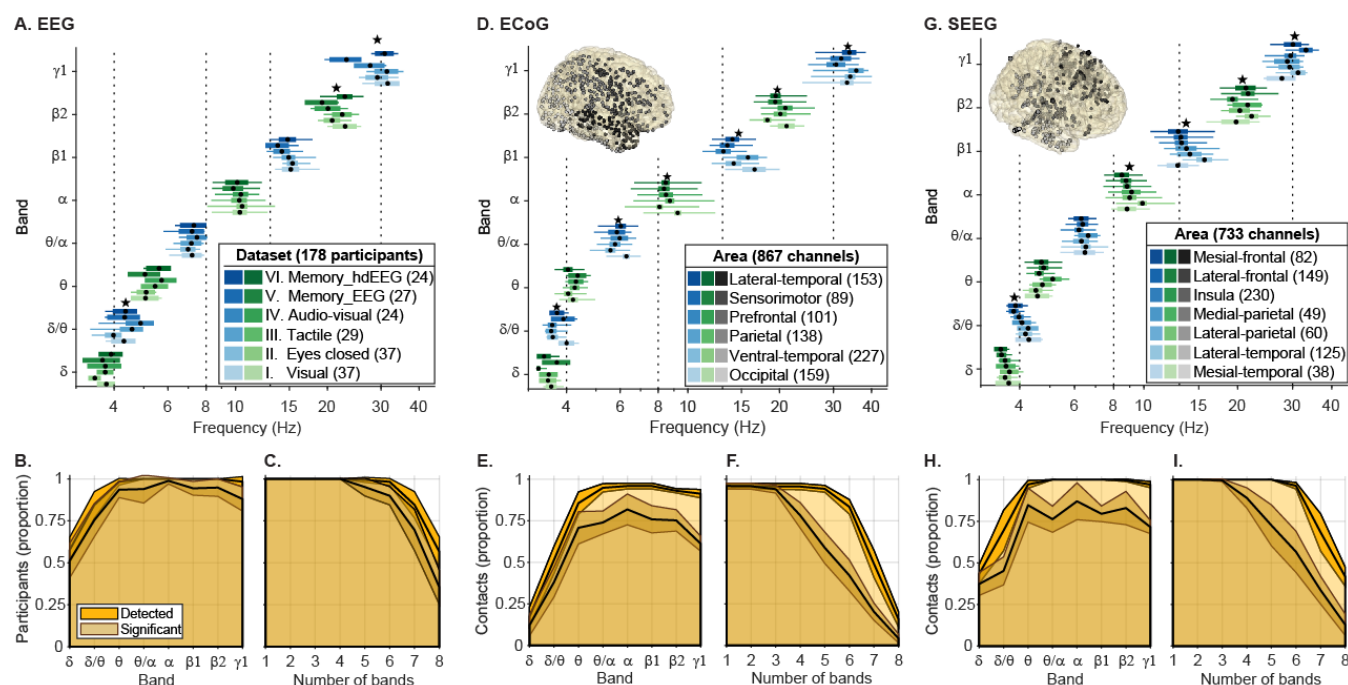 A. EEG
γ1
β2
β1
α
θ/α
θ
δ/θ
δ
Band
Dataset (178 participants)
VI. Memory_hdEEG (24)
V. Memory_EEG (27)
IV. Audio-visual (24)
III. Tactile (29)
II. Eyes closed (37)
I. Visual (37)
4 6 8 10 15 20 30 40
Frequency (Hz)
D. ECoG
γ1
β2
β1
α
θ/α
θ
δ/θ
δ
Band
Area (867 channels)
Lateral-temporal (153)
Sensorimotor (89)
Prefrontal (101)
Parietal (138)
Ventral-temporal (227)
Occipital (159)
4 6 8 10 15 20 30 40
Frequency (Hz)
G. SEEG
γ1
β2
β1
α
θ/α
θ
δ/θ
δ
Band
Area (733 channels)
Mesial-frontal (82)
Lateral-frontal (149)
Insula (230)
Medial-parietal (49)
Lateral-parietal (60)
Lateral-temporal (125)
Mesial-temporal (38)
4 6 8 10 15 20 30 40
Frequency (Hz)
B.
Participants (proportion)
1
0.75
0.5
0.25
0
Detected
Significant
δ δ/θ θ θ/α α β1 β2 γ1
Band
C.
1 2 3 4 5 6 7 8
Number of bands
E.
Contacts (proportion)
1
0.75
0.5
0.25
0
δ δ/θ θ θ/α α β1 β2 γ1
Band
F.
1 2 3 4 5 6 7 8
Number of bands
H.
Contacts (proportion)
1
0.75
0.5
0.25
0
δ δ/θ θ θ/α α β1 β2 γ1
Band
I.
1 2 3 4 5 6 7 8
Number of bands